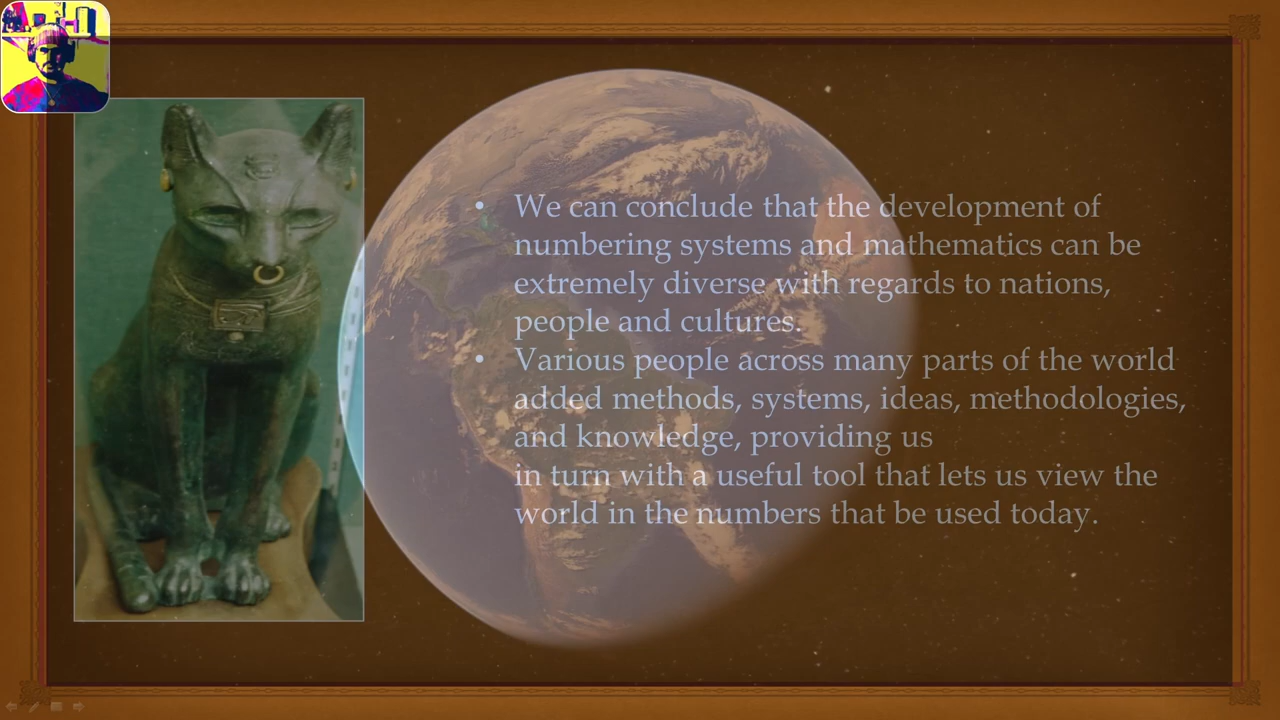 • We can conclude that the development of
numbering systems and mathematics can be
extremely diverse with regards to nations,
people and cultures.
• Various people across many parts of the world
added methods, systems, ideas, methodologies,
and knowledge, providing us
in turn with a useful tool that lets us view the
world in the numbers that be used today.